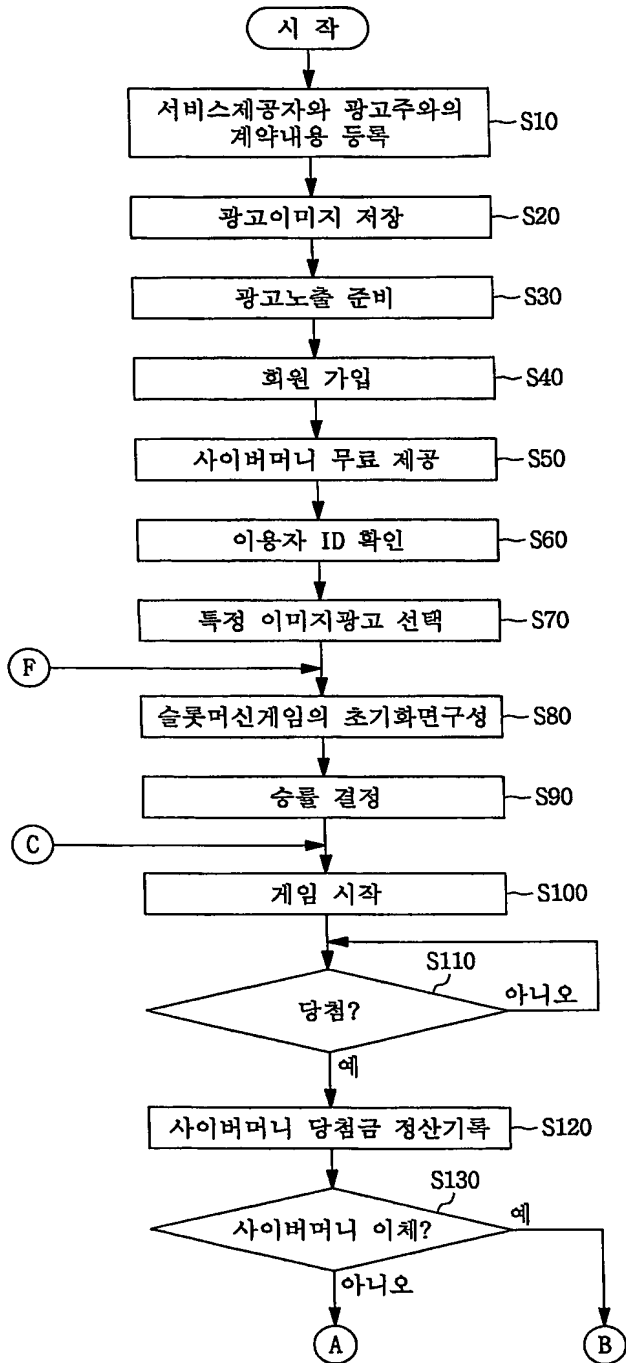 시 작
서비스제공자와 광고주와의
계약내용 등록
S10
광고이미지 저장
S20
광고노출 준비
S30
회원 가입
S40
사이버머니 무료 제공
S50
이용자 ID 확인
S60
특정 이미지광고 선택
S70
F
슬롯머신게임의 초기화면구성
S80
승률 결정
S90
C
게임 시작
S100
S110
당첨?
아니오
예
사이버머니 당첨금 정산기록
S120
S130
사이버머니 이체?
예
아니오
A
B